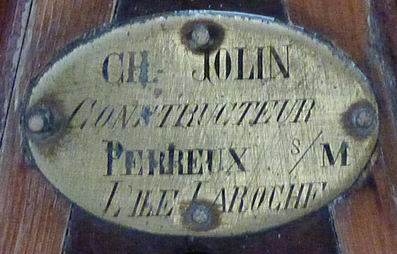 CH. JOLIN
CONSTRUCTEUR
PERREUX S/M
L'ILE LAROCHE